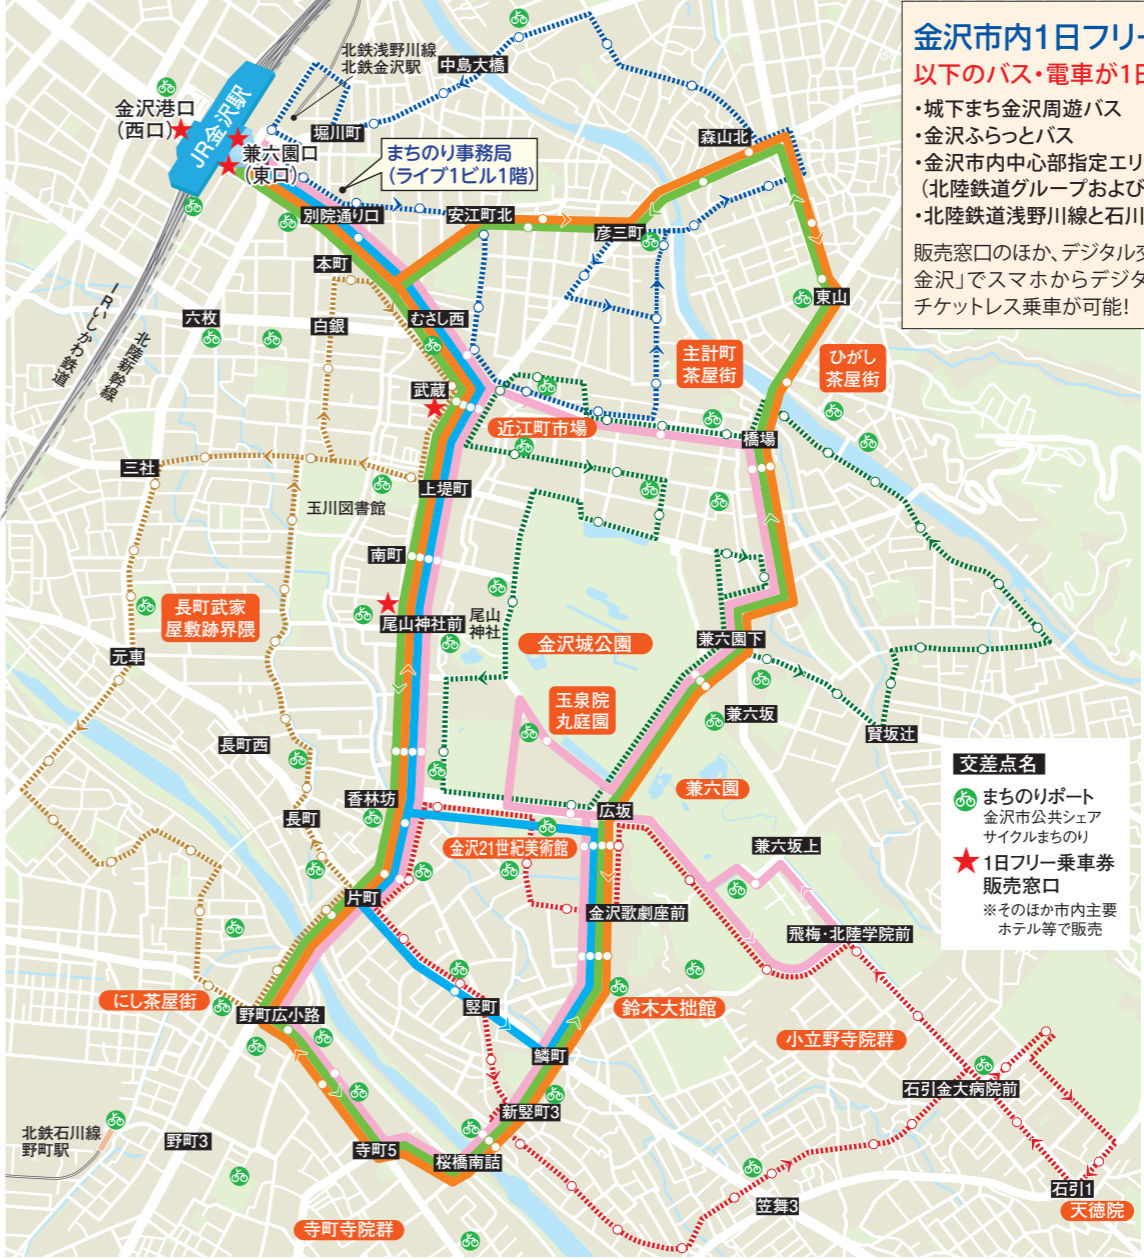 金沢市内1日フリー
以下のバス・電車が1日
・城下まち金沢周遊バス
・金沢ふらっとバス
・金沢市内中心部指定エリ
(北陸鉄道グループおよび
・北陸鉄道浅野川線と石川
販売窓口のほか、デジタル交
金沢」でスマホからデジタ
チケットレス乗車が可能!
北鉄浅野川線
北鉄金沢駅
中島大橋
金沢港口
(西口)
JR金沢駅
兼六園口
(東口)
堀川町
まちのり事務局
(ライブ1ビル1階)
森山北
別院通り口
安江町北
彦三町
本町
東山
IRいしかわ鉄道
北陸新幹線
六枚
白銀
むさし西
主計町
茶屋街
ひがし
茶屋街
武蔵
近江町市場
橋場
三社
上堤町
玉川図書館
南町
長町武家
屋敷跡界隈
尾山神社前
尾山
神社
金沢城公園
兼六園下
元車
玉泉院
丸庭園
兼六坂
賢坂辻
長町西
兼六園
香林坊
広坂
長町
金沢21世紀美術館
兼六坂上
片町
金沢歌劇座前
飛梅・北陸学院前
交差点名
まちのりポート
金沢市公共シェア
サイクルまちのり
1日フリー乗車券
販売窓口
※そのほか市内主要
ホテル等で販売
にし茶屋街
野町広小路
竪町
鈴木大拙館
鱗町
小立野寺院群
石引金大病院前
新竪町3
北鉄石川線
野町駅
野町3
寺町5
桜橋南詰
石引1
笠舞3
天徳院
寺町寺院群